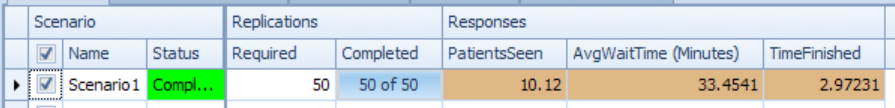 Scenario Replications Responses
Name Status Required Completed PatientsSeen AvgWaitTime (Minutes) TimeFinished
Scenario1 Compl... 50 50 of 50 10.12 33.4541 2.97231